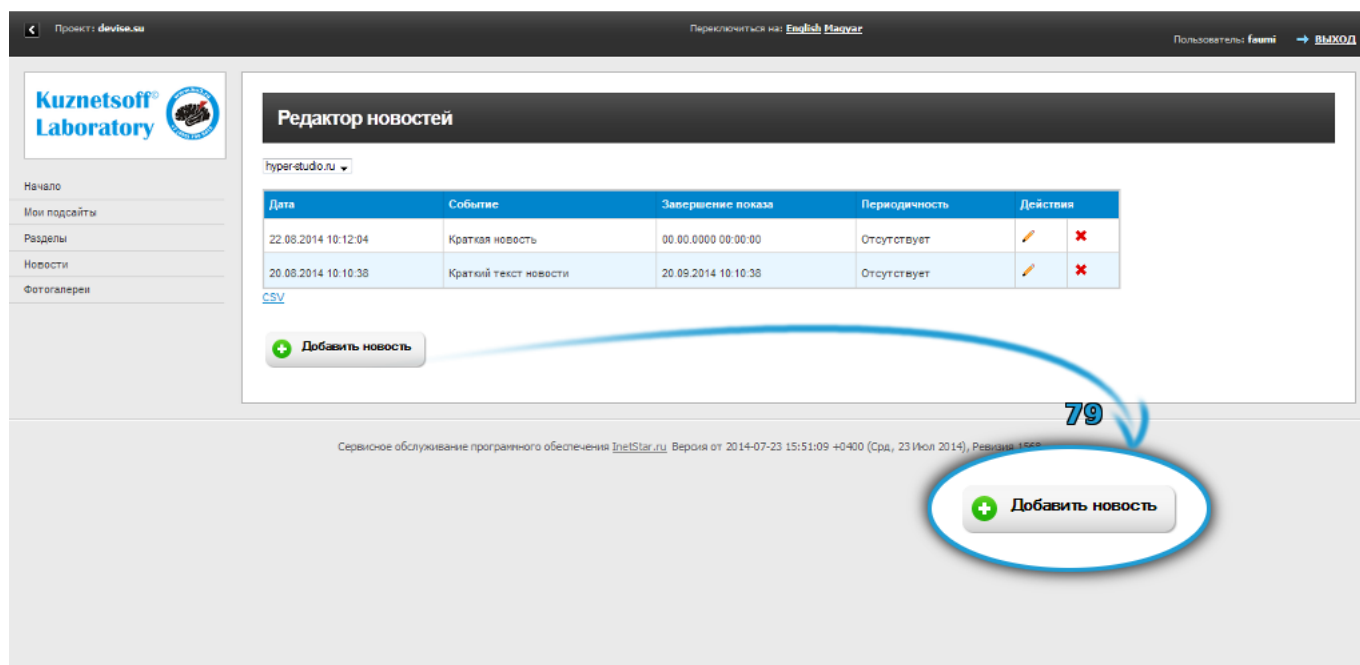 Проект: devise.su
Переключиться на: English Magyar
Пользователь: faumi
ВЫХОД
Kuznetsoff®
Laboratory
Начало
Мои подсайты
Разделы
Новости
Фотогалереи
Редактор новостей
hyper-studio.ru
Дата Событие Завершение показа Периодичность Действия
22.08.2014 10:12:04 Краткая новость 00.00.0000 00:00:00 Отсутствует
20.08.2014 10:10:38 Краткий текст новости 20.09.2014 10:10:38 Отсутствует
CSV
Добавить новость
79
Сервисное обслуживание программного обеспечения InetStar.ru Версия от 2014-07-23 15:51:09 +0400 (Срд, 23 Июл 2014), Ревизия
Добавить новость